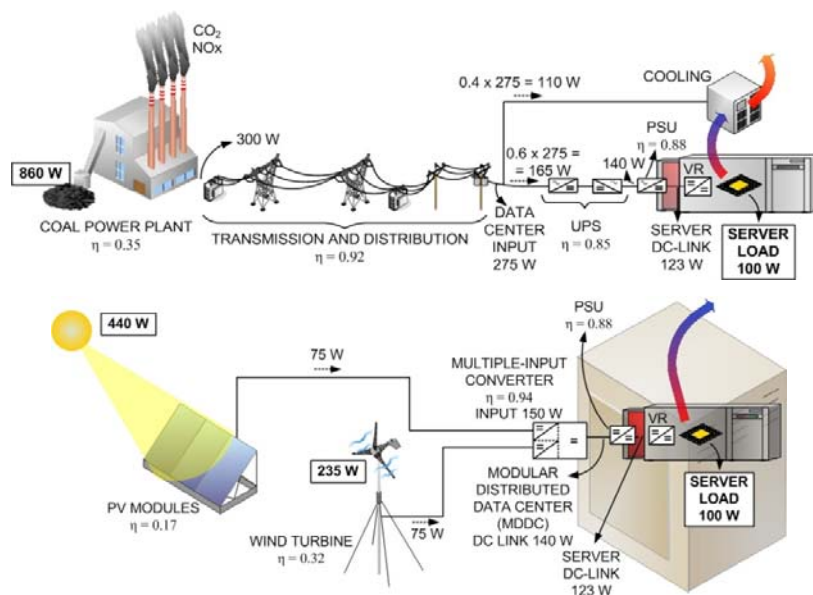 CO2
NOx
860 W
300 W
COAL POWER PLANT
η = 0.35
TRANSMISSION AND DISTRIBUTION
η = 0.92
0.4 x 275 = 110 W
0.6 x 275 =
= 165 W
DATA
CENTER
INPUT
275 W
UPS
η = 0.85
140 W
PSU
η = 0.88
COOLING
VR
SERVER
DC-LINK
123 W
SERVER
LOAD
100 W
440 W
PV MODULES
η = 0.17
75 W
235 W
WIND TURBINE
η = 0.32
75 W
MULTIPLE-INPUT
CONVERTER
η = 0.94
INPUT 150 W
=
PSU
η = 0.88
VR
MODULAR
DISTRIBUTED
DATA CENTER
(MDDC)
DC LINK 140 W
SERVER
DC-LINK
123 W
SERVER
LOAD
100 W